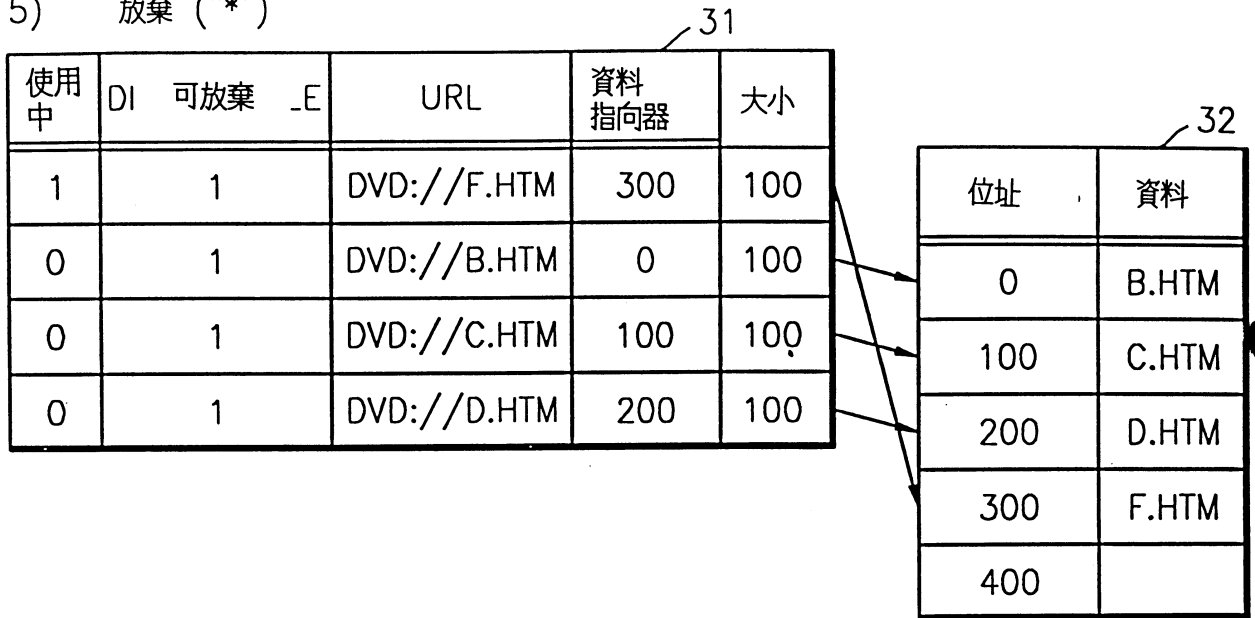 5) 放棄 ( * )
31
使用中 DI 可放棄 _E URL 資料指向器 大小
1 1 DVD://F.HTM 300 100
0 1 DVD://B.HTM 0 100
0 1 DVD://C.HTM 100 100
0 1 DVD://D.HTM 200 100
32
位址 資料
0 B.HTM
100 C.HTM
200 D.HTM
300 F.HTM
400